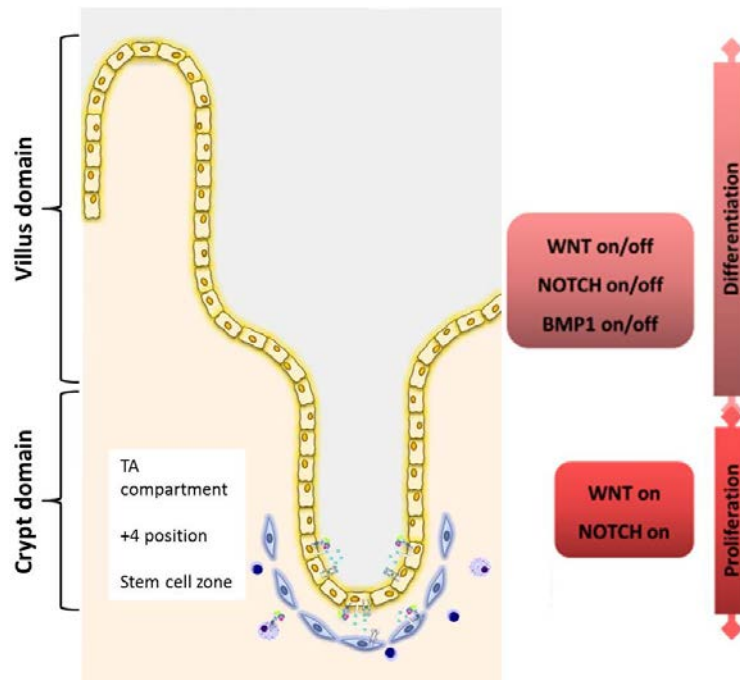 Villus domain
Crypt domain
TA
compartment
+4 position
Stem cell zone
WNT on/off
NOTCH on/off
BMP1 on/off
WNT on
NOTCH on
Differentiation
Proliferation